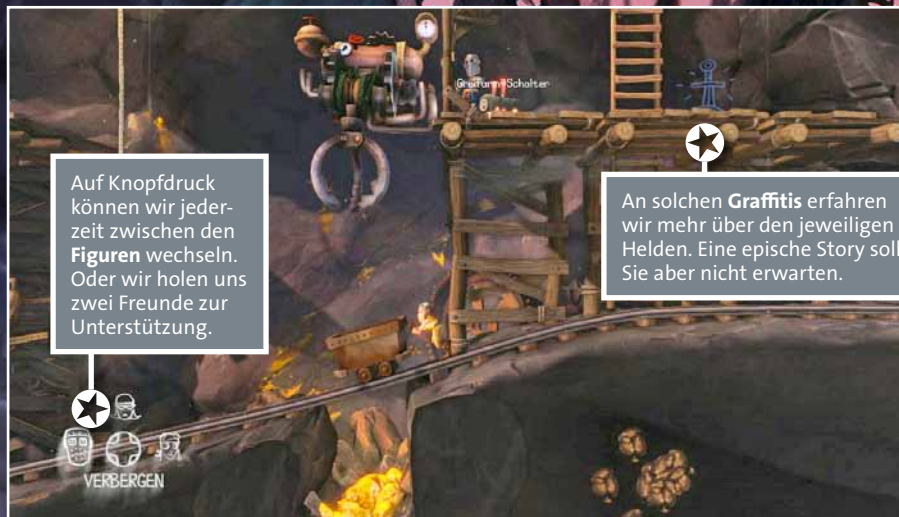 Greifarm-Schalter
Auf Knopfdruck
können wir jeder-
zeit zwischen den
Figuren wechseln.
Oder wir holen uns
zwei Freunde zur
Unterstützung.
An solchen Graffitis erfahren
wir mehr über den jeweiligen
Helden. Eine epische Story soll
Sie aber nicht erwarten.
VERBERGEN